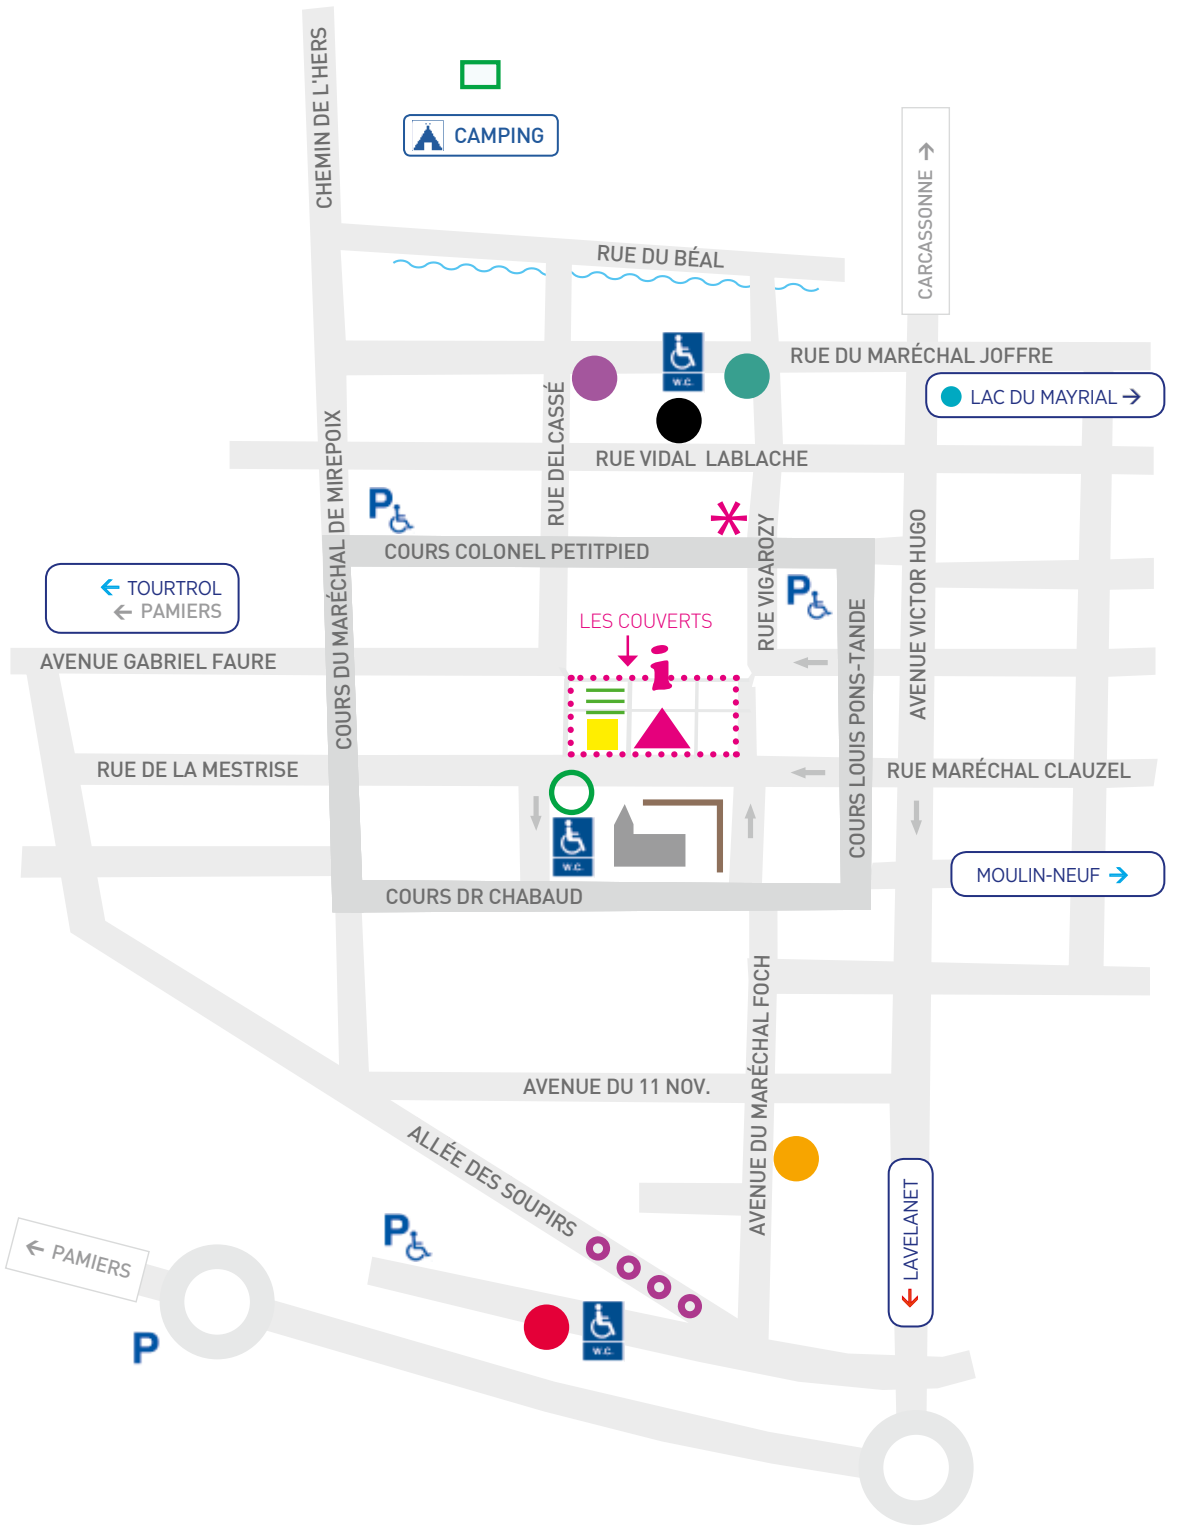 CHEMIN DE L'HERS
CAMPING
CARCASSONNE →
RUE DU BÉAL
RUE DU MARÉCHAL JOFFRE
W.C.
LAC DU MAYRIAL →
RUE DELCASSÉ
COURS DU MARÉCHAL DE MIREPOIX
RUE VIDAL LABLACHE
P
COURS COLONEL PETITPIED
RUE VIGAROZY
AVENUE VICTOR HUGO
← TOURTROL
← PAMIERS
P
COURS LOUIS PONS-TANDE
LES COUVERTS
i
AVENUE GABRIEL FAURE
RUE DE LA MESTRISE
RUE MARÉCHAL CLAUZEL
W.C.
MOULIN-NEUF →
COURS DR CHABAUD
AVENUE DU MARÉCHAL FOCH
AVENUE DU 11 NOV.
ALLÉE DES SOUPIRS
← LAVELANET
P
← PAMIERS
W.C.
P